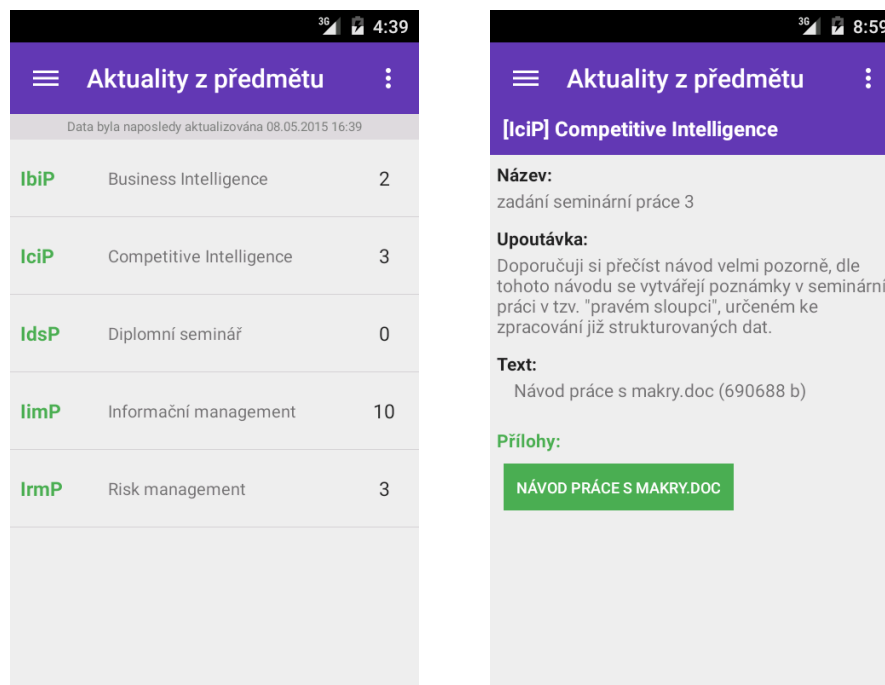 3G 4:39
Aktuality z předmětu
Data byla naposledy aktualizována 08.05.2015 16:39
IbiP Business Intelligence 2
IciP Competitive Intelligence 3
IdsP Diplomní seminář 0
IimP Informační management 10
IrmP Risk management 3
3G 8:59
Aktuality z předmětu
[IciP] Competitive Intelligence
Název:
zadání seminární práce 3
Upoutávka:
Doporučuji si přečíst návod velmi pozorně, dle
tohoto návodu se vytvářejí poznámky v seminární
práci v tzv. "pravém sloupci", určeném ke
zpracování již strukturovaných dat.
Text:
Návod práce s makry.doc (690688 b)
Přílohy:
NÁVOD PRÁCE S MAKRY.DOC